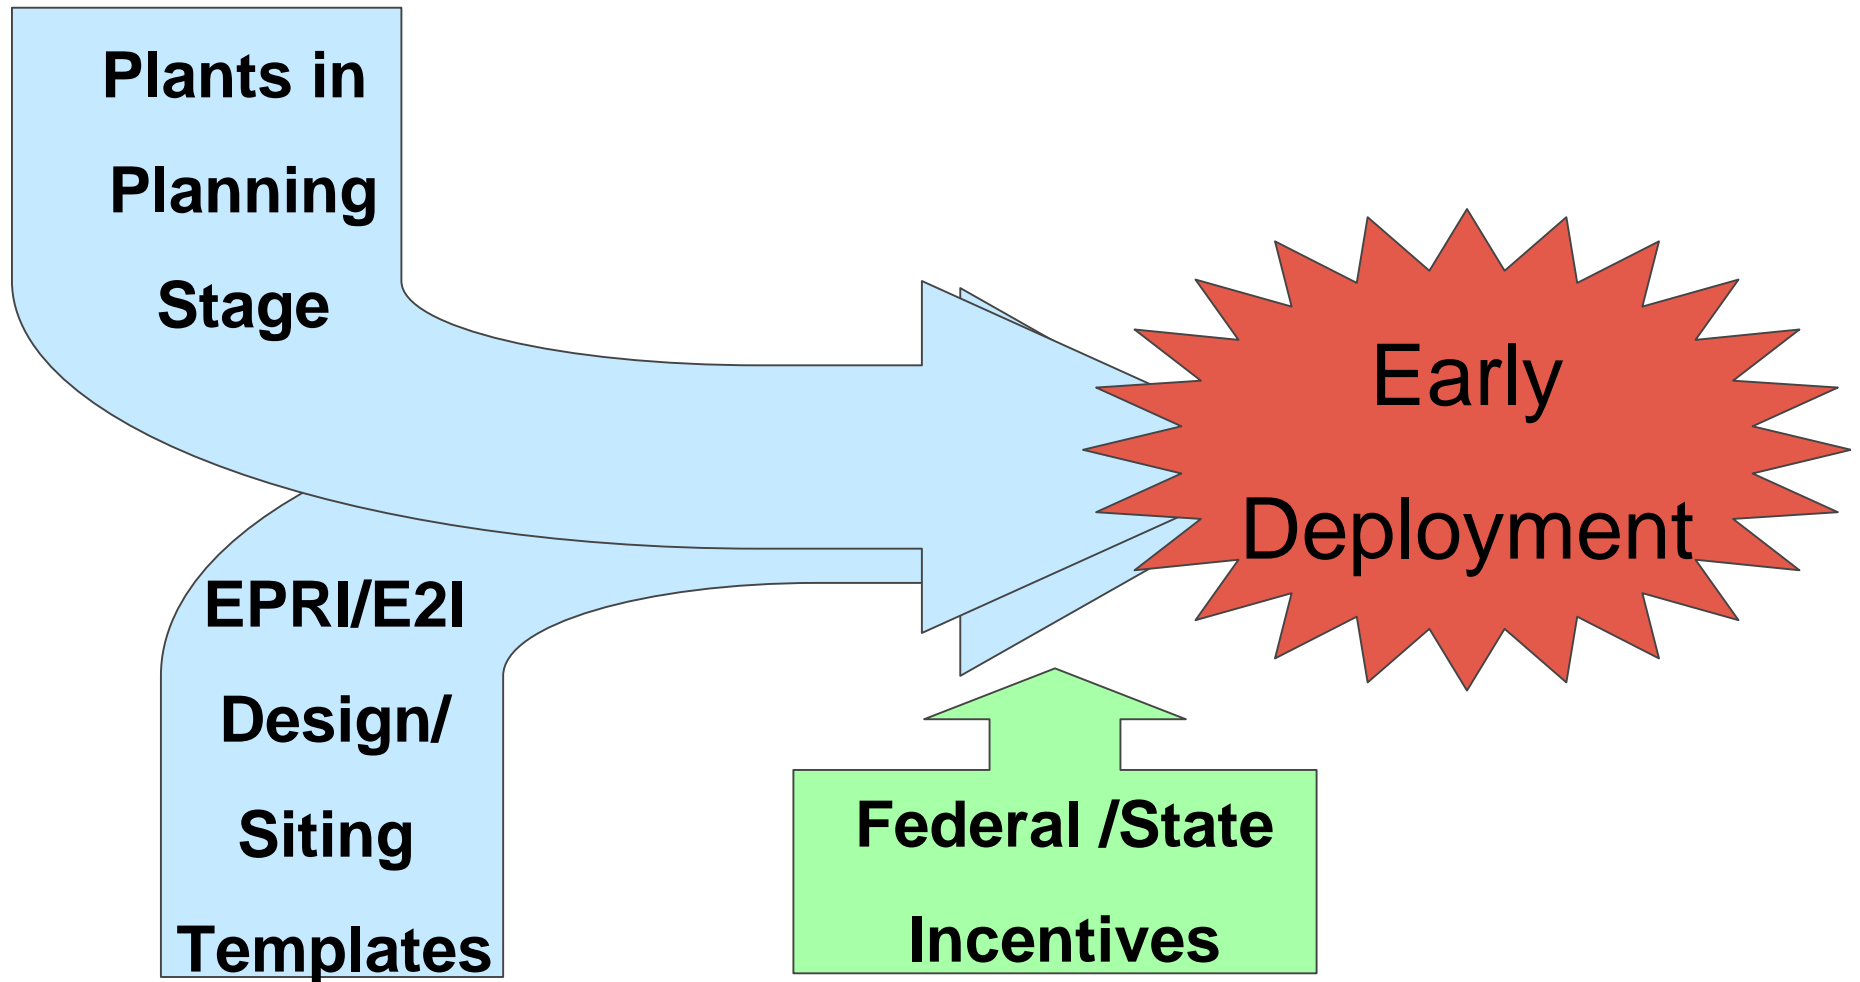 Plants in
Planning
Stage
Early
Deployment
EPRI/E2I
Design/
Siting
Templates
Federal /State
Incentives